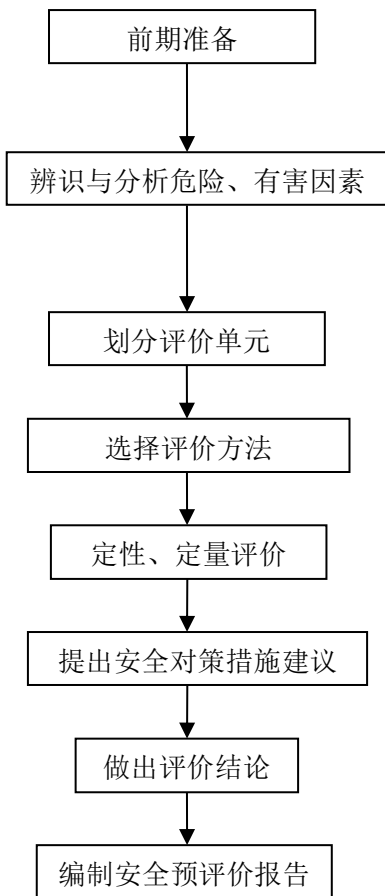 前期准备
辨识与分析危险、有害因素
划分评价单元
选择评价方法
定性、定量评价
提出安全对策措施建议
做出评价结论
编制安全预评价报告